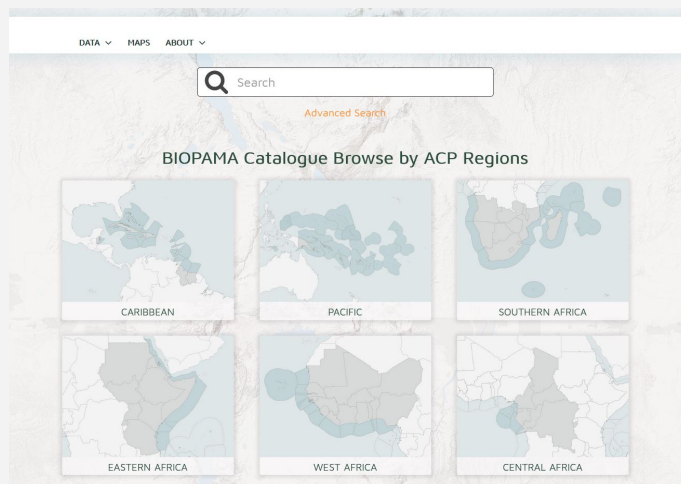 DATA MAPS ABOUT
Search
Advanced Search
BIOPAMA Catalogue Browse by ACP Regions
CARIBBEAN PACIFIC SOUTHERN AFRICA
EASTERN AFRICA WEST AFRICA CENTRAL AFRICA